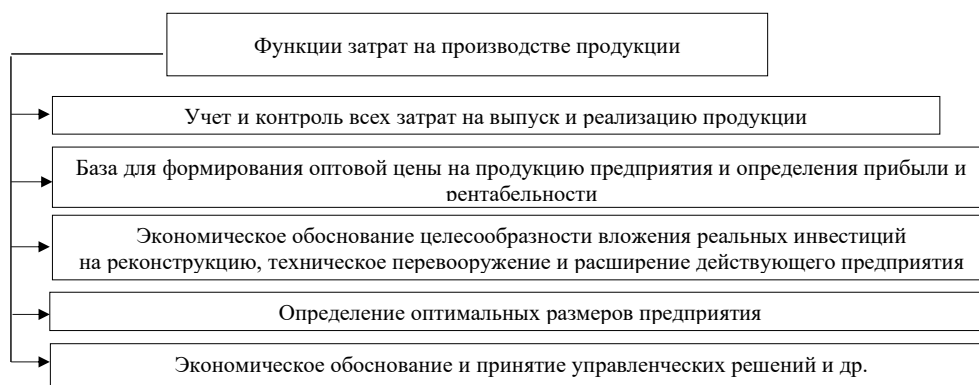 Функции затрат на производстве продукции
Учет и контроль всех затрат на выпуск и реализацию продукции
База для формирования оптовой цены на продукцию предприятия и определения прибыли и
рентабельности
Экономическое обоснование целесообразности вложения реальных инвестиций
на реконструкцию, техническое перевооружение и расширение действующего предприятия
Определение оптимальных размеров предприятия
Экономическое обоснование и принятие управленческих решений и др.